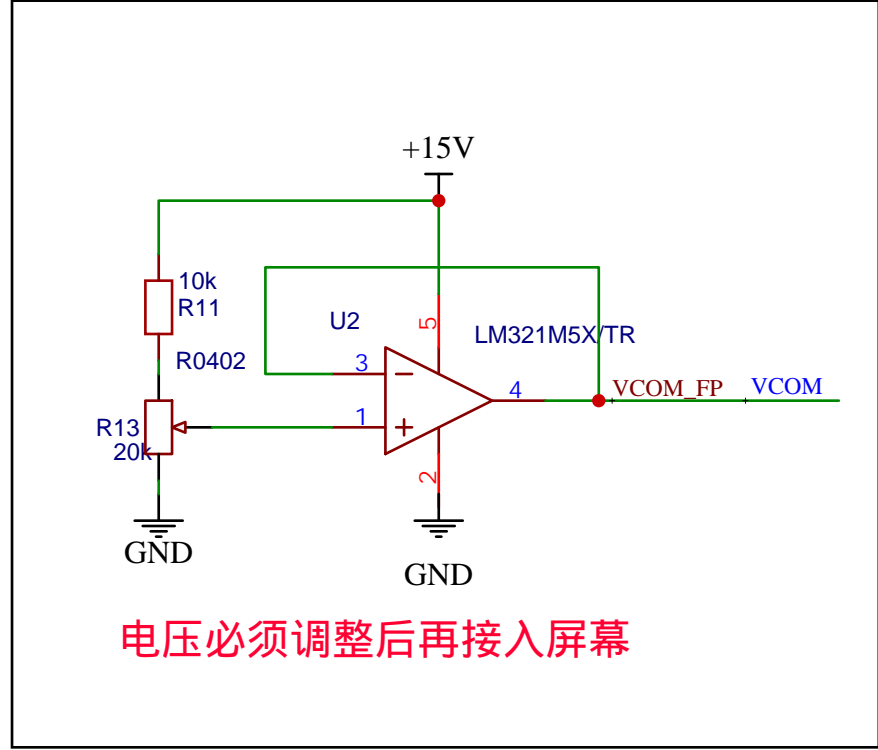 +15V
10k
R11
U2
5
LM321M5X/TR
R0402
3
4
VCOM_FP
VCOM
R13
20k
1
2
GND
GND
电压必须调整后再接入屏幕